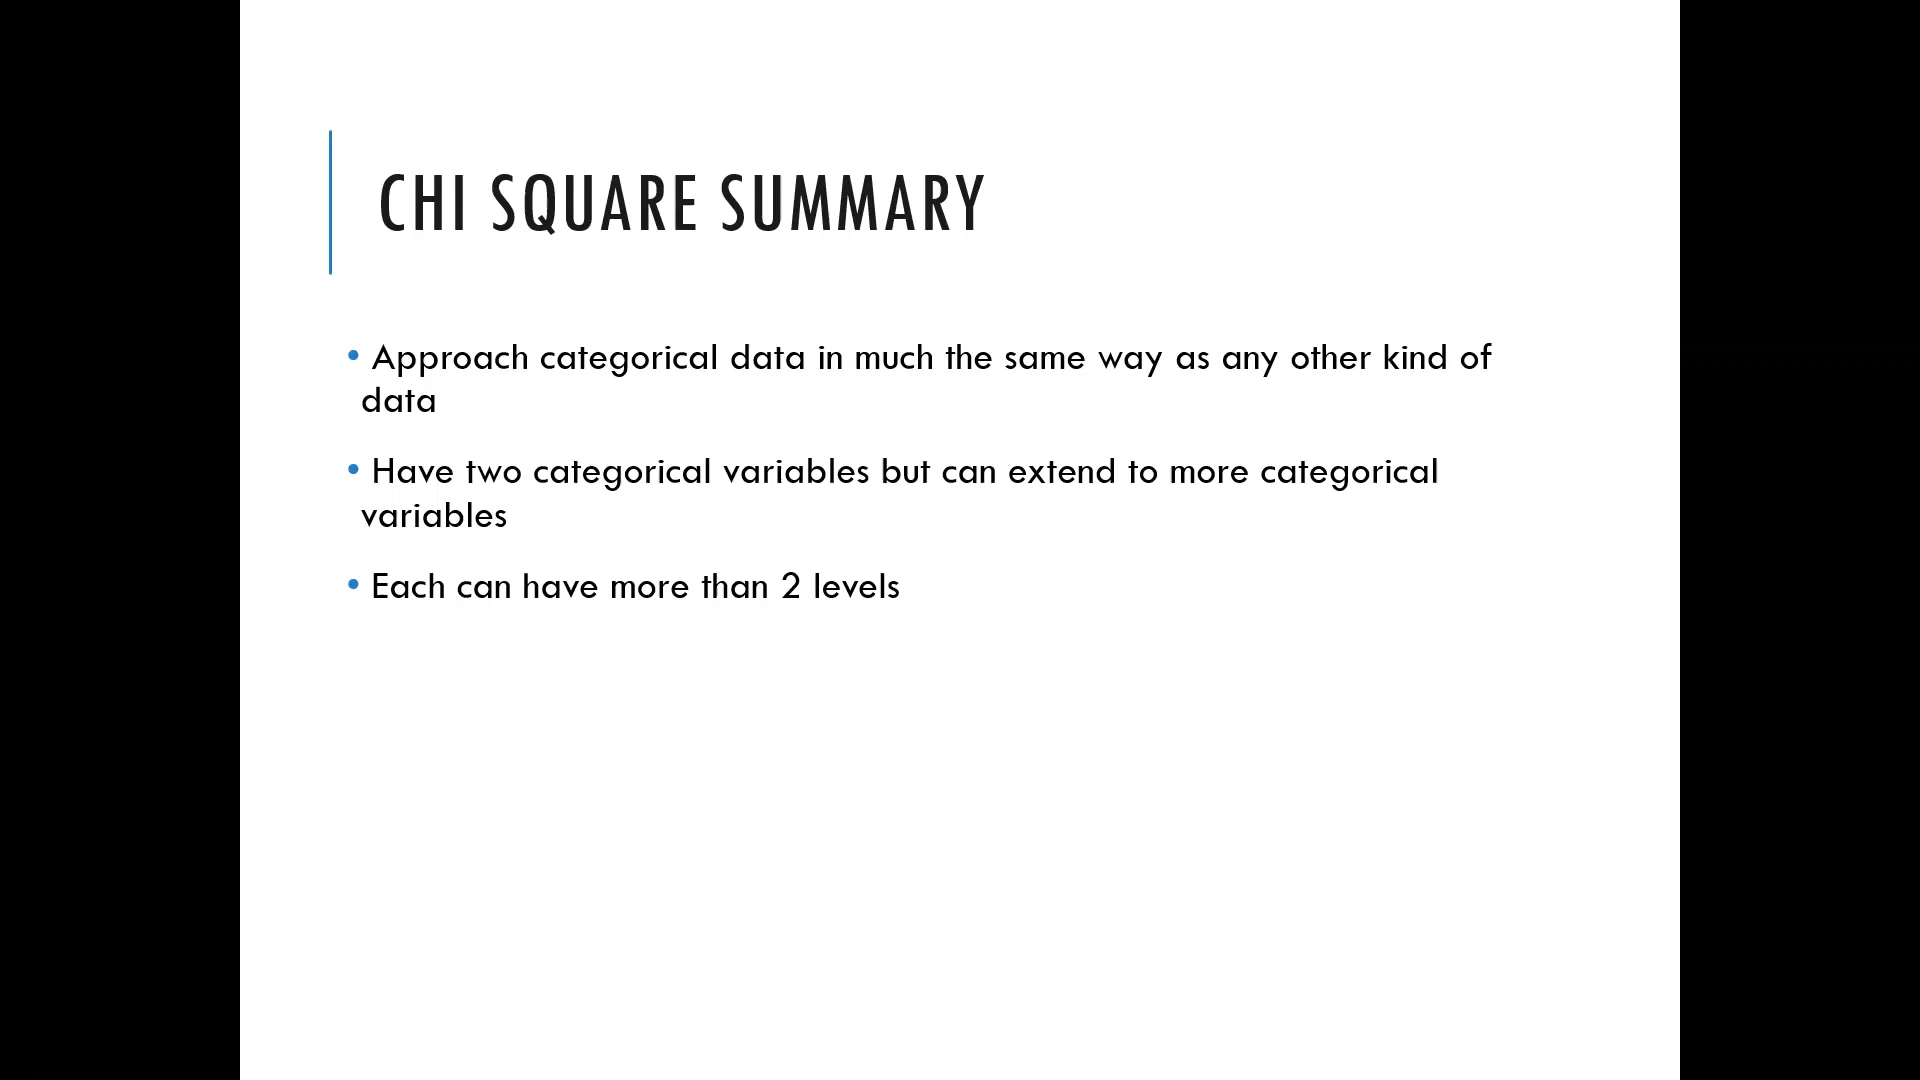 CHI SQUARE SUMMARY
• Approach categorical data in much the same way as any other kind of
data
• Have two categorical variables but can extend to more categorical
variables
• Each can have more than 2 levels